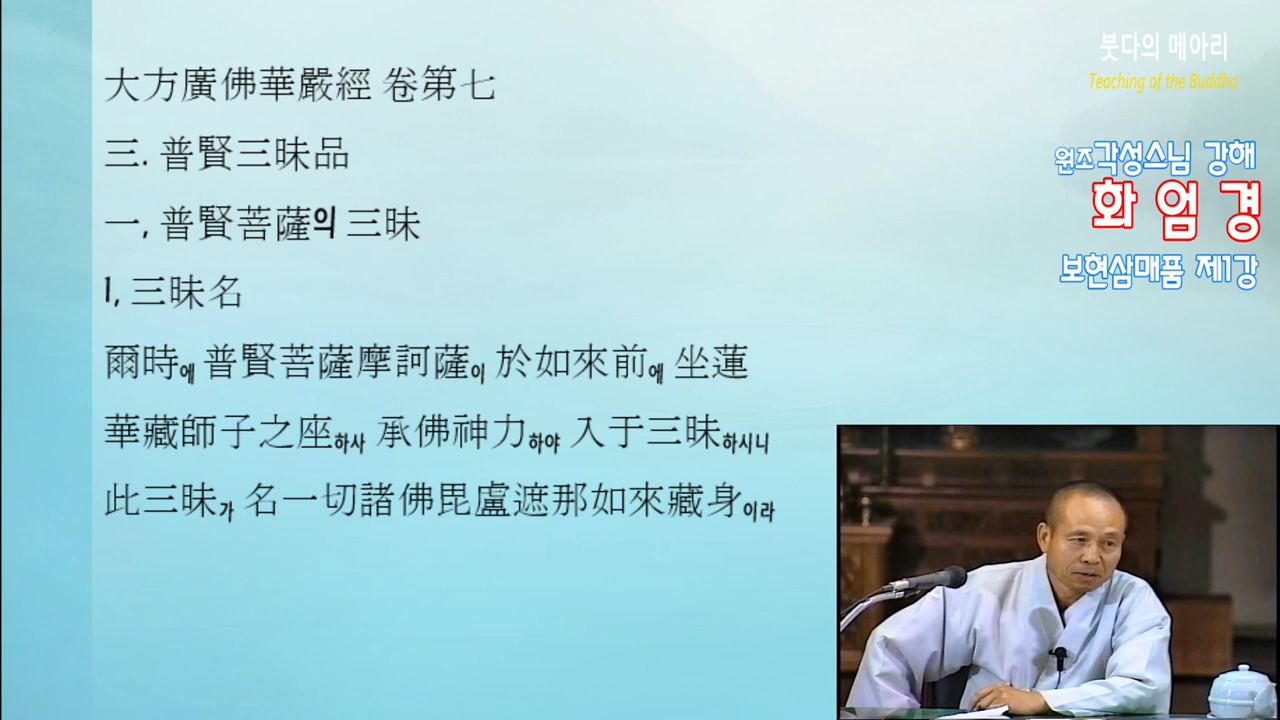 大方廣佛華嚴經 卷第七
三. 普賢三昧品
一, 普賢菩薩의 三昧
1, 三昧名
爾時에 普賢菩薩摩訶薩이 於如來前에 坐蓮
華藏師子之座하사 承佛神力하야 入于三昧하시니
此三昧가 名一切諸佛毘盧遮那如來藏身이라
붓다의 메아리
Teaching of the Buddha
원조각성스님 강해
화엄경
보현삼매품 제1강